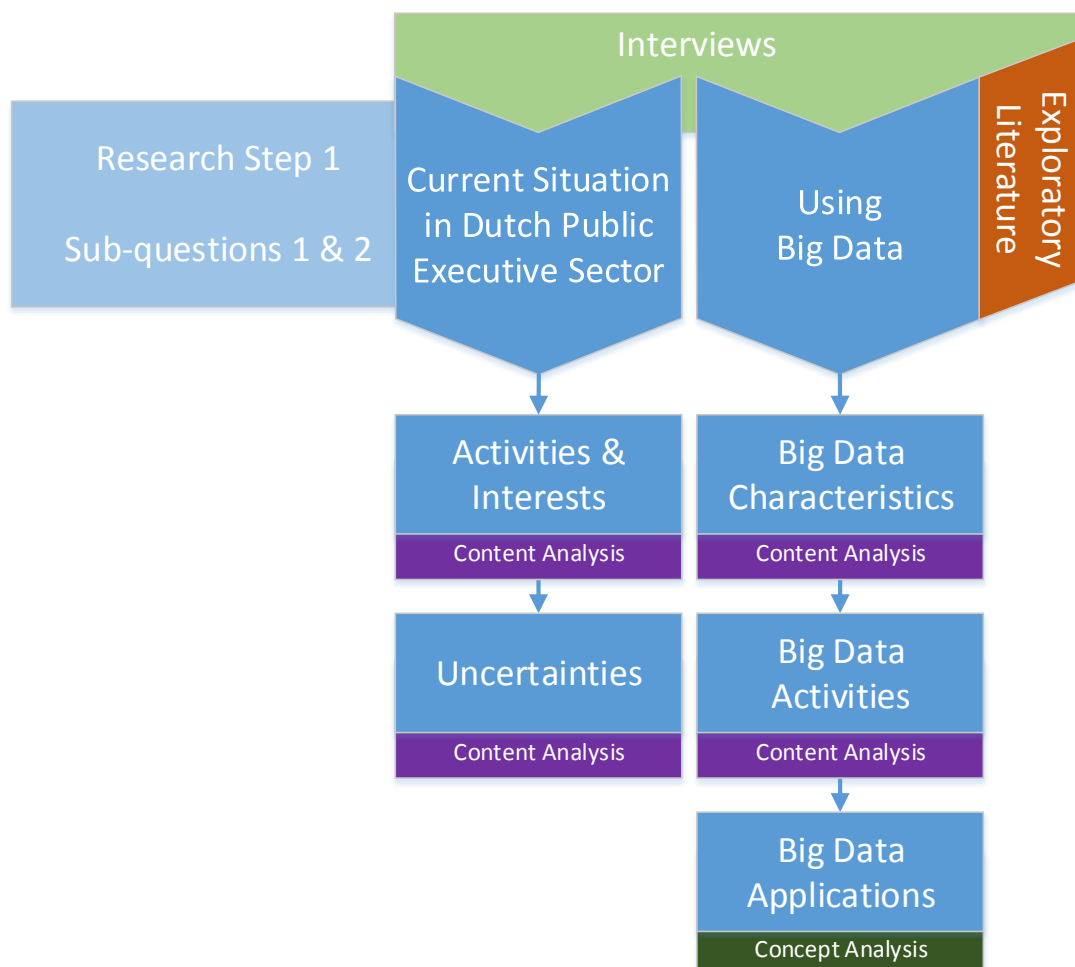 Interviews
Research Step 1
Sub-questions 1 & 2
Current Situation
in Dutch Public
Executive Sector
Using
Big Data
Exploratory
Literature
Activities &
Interests
Content Analysis
Big Data
Characteristics
Content Analysis
Uncertainties
Content Analysis
Big Data
Activities
Content Analysis
Big Data
Applications
Concept Analysis